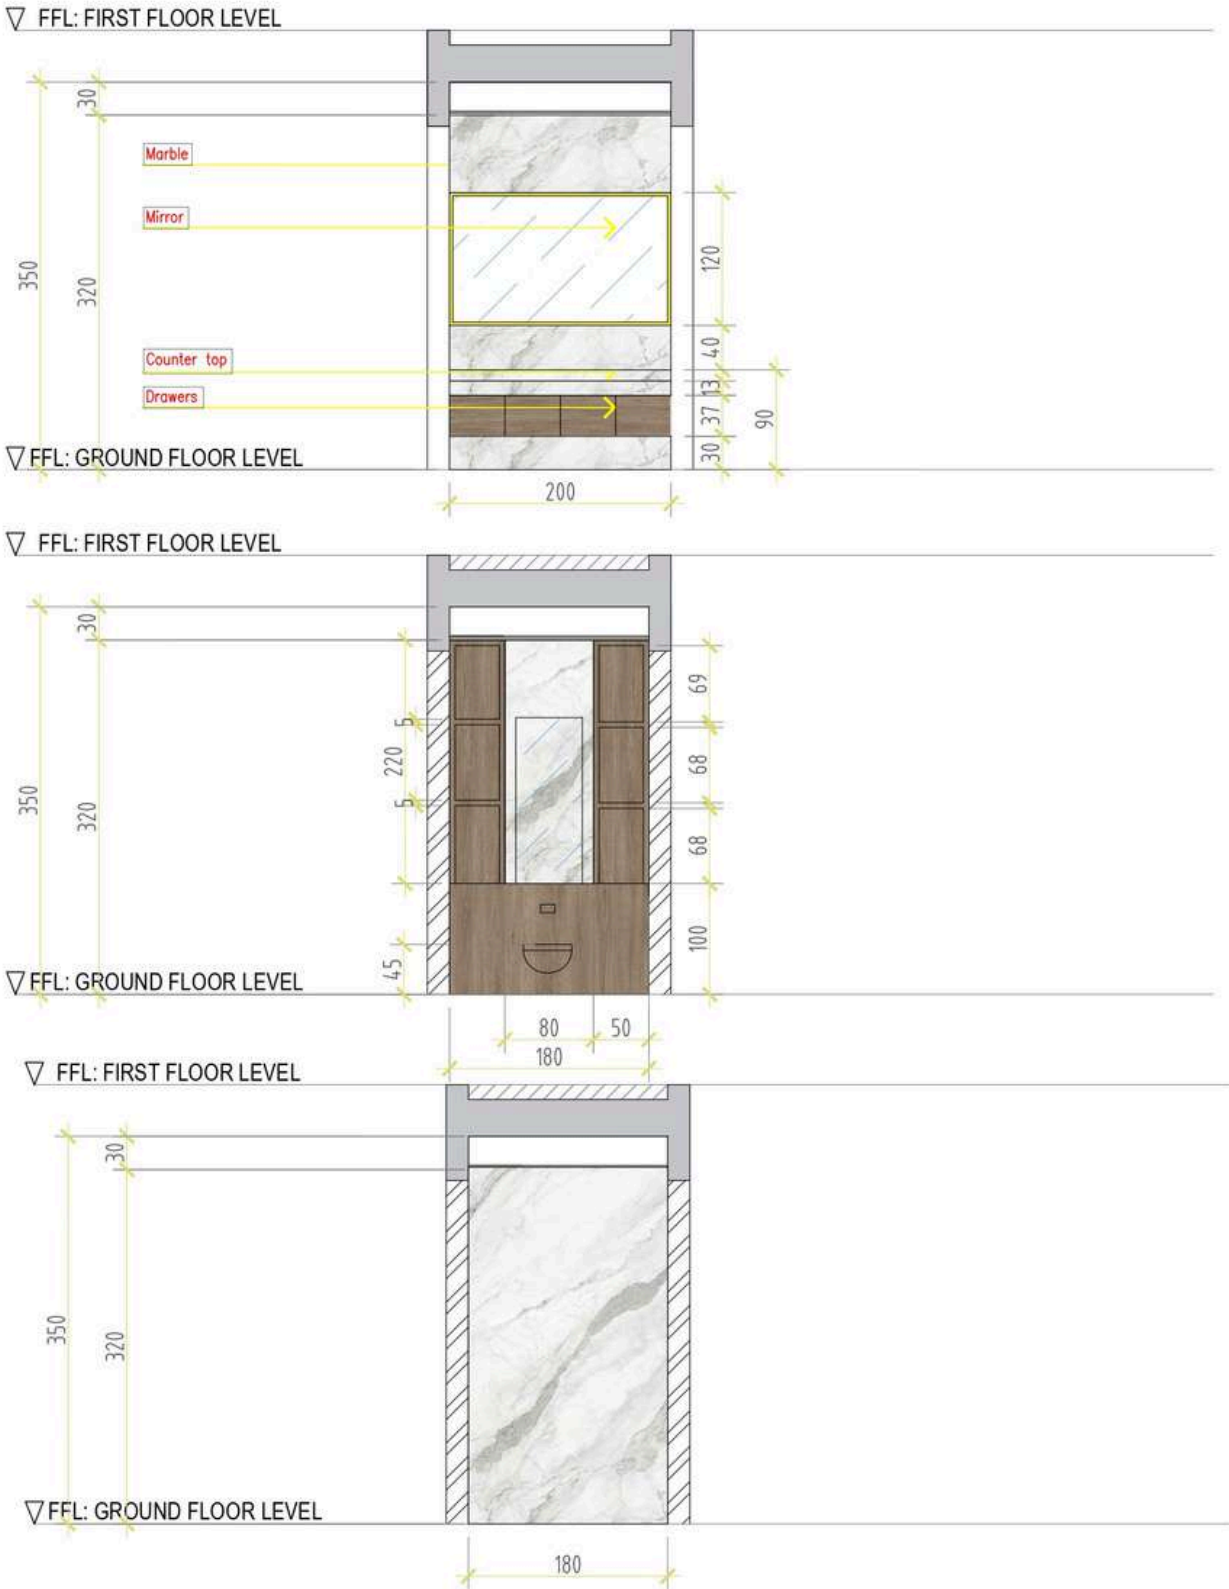 ▽ FFL: FIRST FLOOR LEVEL
30
Marble
Mirror
120
350
320
40
Counter top
13
Drawers
37
90
▽ FFL: GROUND FLOOR LEVEL
30
200
▽ FFL: FIRST FLOOR LEVEL
30
69
5
220
68
350
320
5
68
100
45
▽ FFL: GROUND FLOOR LEVEL
80
50
180
▽ FFL: FIRST FLOOR LEVEL
30
350
320
▽ FFL: GROUND FLOOR LEVEL
180